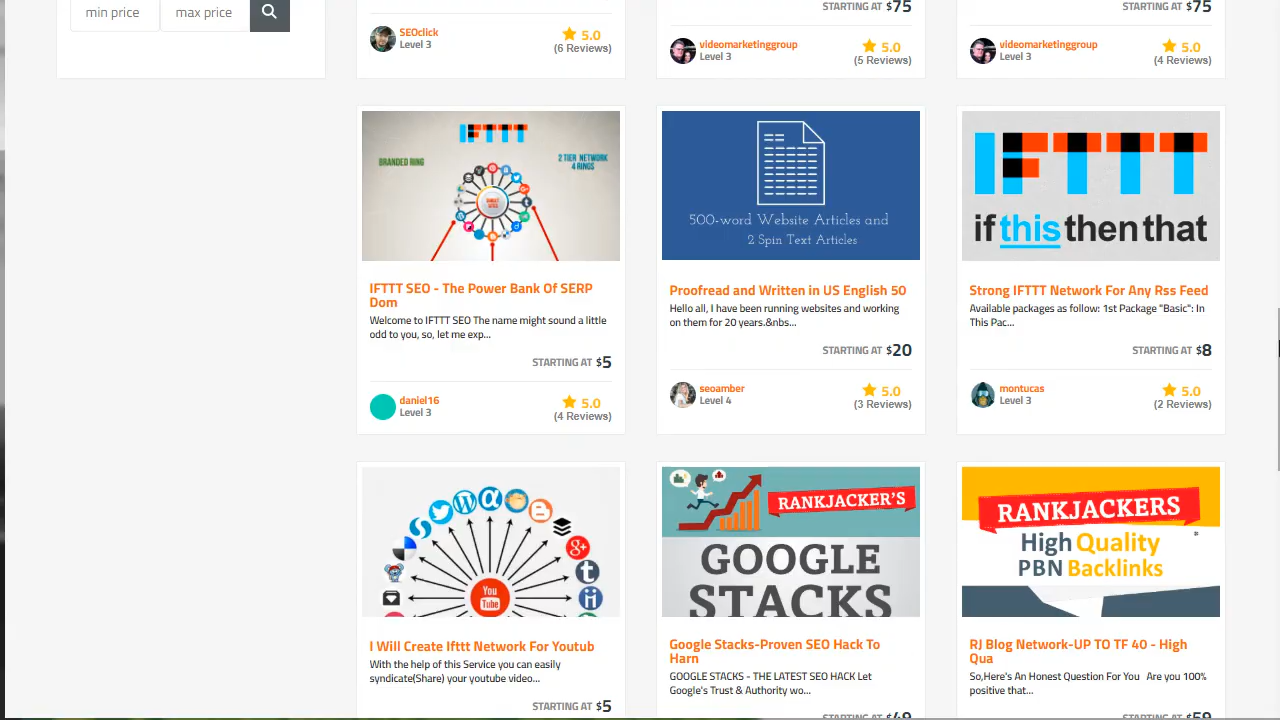 min price
max price
SEOclick
Level 3
5.0
(6 Reviews)
STARTING AT $75
videomarketinggroup
Level 3
5.0
(5 Reviews)
STARTING AT $75
videomarketinggroup
Level 3
5.0
(4 Reviews)
IFTTT
BRANDED RING
2 TIER NETWORK
4 RINGS
IFTTT SEO - The Power Bank Of SERP
Dom
Welcome to IFTTT SEO The name might sound a little
odd to you, so, let me exp...
STARTING AT $5
daniel16
Level 3
5.0
(4 Reviews)
500-word Website Articles and
2 Spin Text Articles
Proofread and Written in US English 50
Hello all, I have been running websites and working
on them for 20 years.&nbs...
STARTING AT $20
seoamber
Level 4
5.0
(3 Reviews)
IFTTT
if this then that
Strong IFTTT Network For Any Rss Feed
Available packages as follow: 1st Package "Basic": In
This Pac...
STARTING AT $8
montucas
Level 3
5.0
(2 Reviews)
You
Tube
I Will Create Ifttt Network For Youtub
With the help of this Service you can easily
syndicate(Share) your youtube video...
STARTING AT $5
RANKJACKER'S
GOOGLE
STACKS
Google Stacks-Proven SEO Hack To
Harn
GOOGLE STACKS - THE LATEST SEO HACK Let
Google's Trust & Authority wo...
STARTING AT $49
RANKJACKERS
High Quality
PBN Backlinks
RJ Blog Network-UP TO TF 40 - High
Qua
So,Here's An Honest Question For You Are you 100%
positive that...
STARTING AT $59